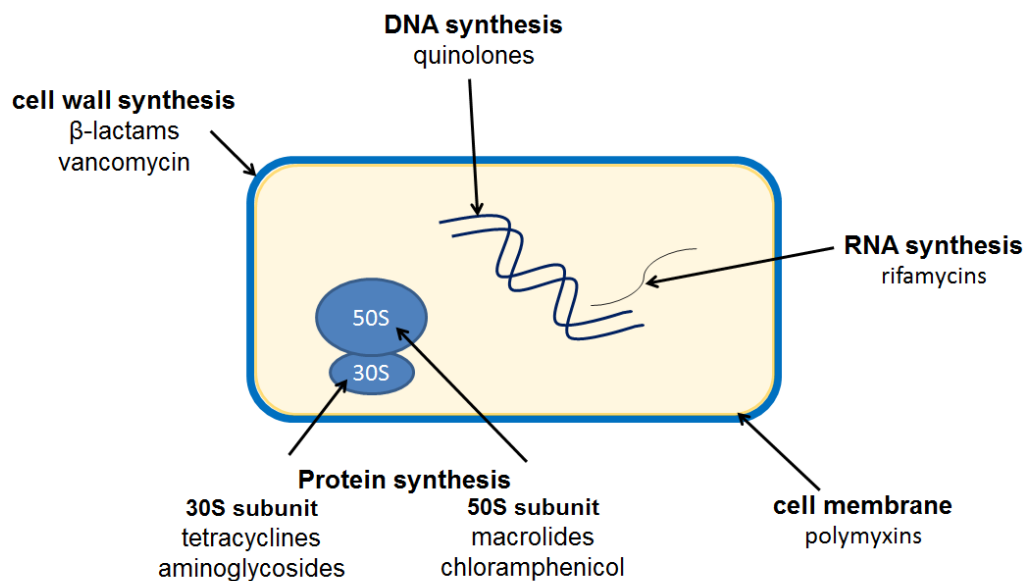 DNA synthesis
quinolones
cell wall synthesis
β-lactams
vancomycin
RNA synthesis
rifamycins
50S
30S
Protein synthesis
30S subunit
tetracyclines
aminoglycosides
50S subunit
macrolides
chloramphenicol
cell membrane
polymyxins